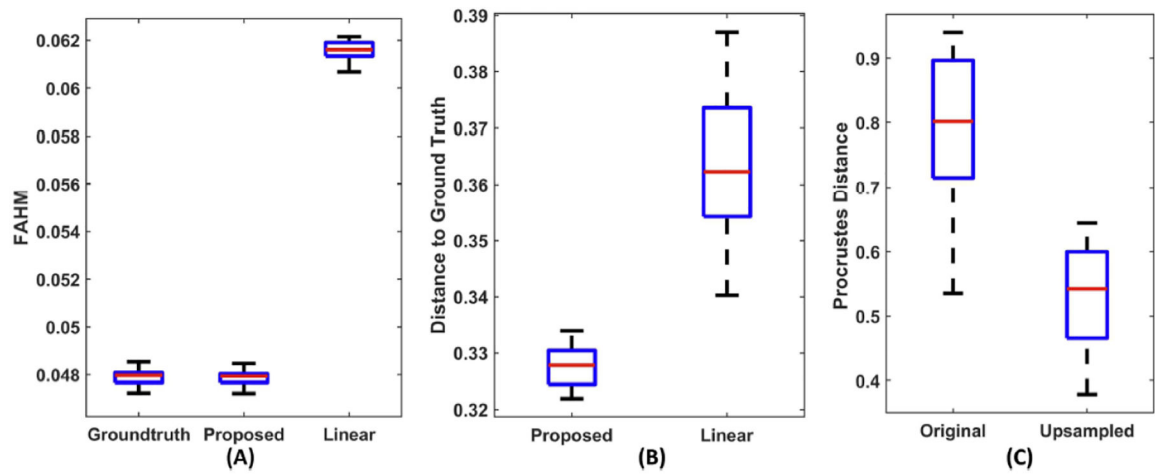 0.062
0.06
0.058
0.056
0.054
0.052
0.05
0.048
FAHM
Groundtruth Proposed Linear
(A)
0.39
0.38
0.37
0.36
0.35
0.34
0.33
0.32
Distance to Ground Truth
Proposed Linear
(B)
0.9
0.8
0.7
0.6
0.5
0.4
Procrustes Distance
Original Upsampled
(C)